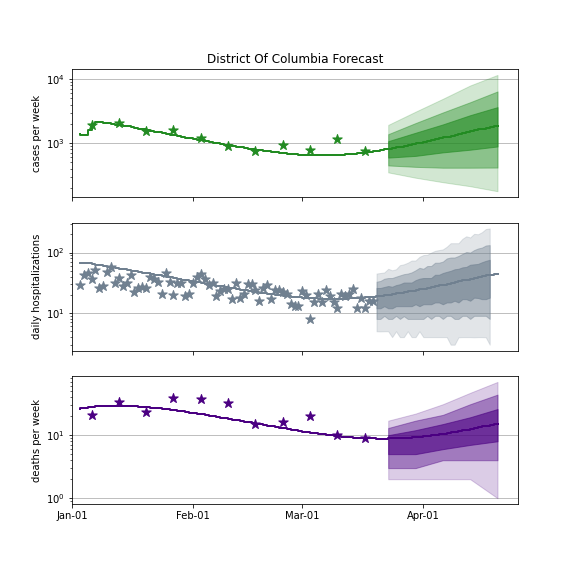 District Of Columbia Forecast
10⁴
10³
cases per week
10²
10¹
daily hospitalizations
10¹
10⁰
deaths per week
Jan-01 Feb-01 Mar-01 Apr-01